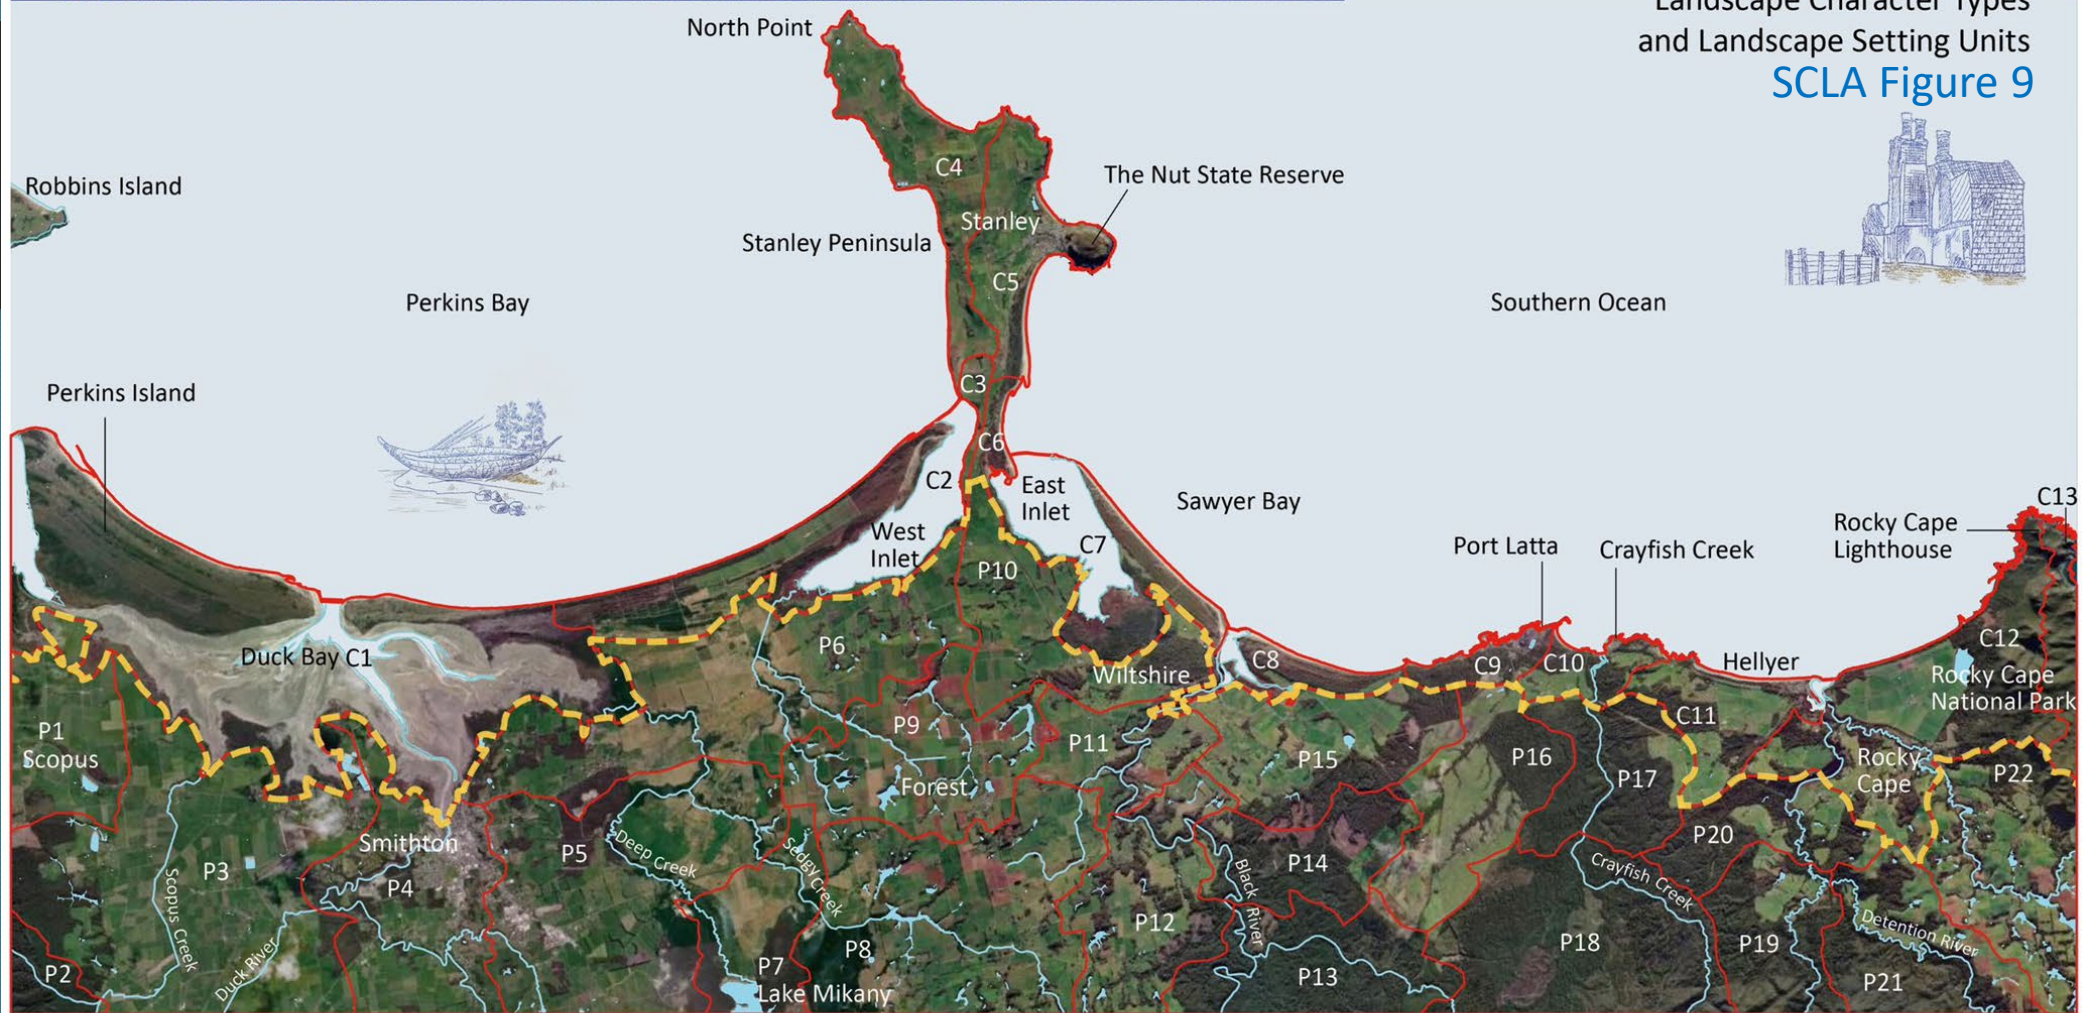 Landscape Character Types
and Landscape Setting Units
SCLA Figure 9
North Point
C4
The Nut State Reserve
Robbins Island
Stanley
Stanley Peninsula
C5
Perkins Bay
Southern Ocean
Perkins Island
C3
C6
C2
East
Inlet
Sawyer Bay
C13
Rocky Cape
Lighthouse
West
Inlet
C7
Port Latta
Crayfish Creek
P10
Duck Bay C1
P6
Wiltshire
C8
C9
C10
Hellyer
C12
Rocky Cape
National Park
P1
Scopus
P9
P11
C11
P15
P16
P17
Rocky
Cape
P22
Forest
Smithton
P5
P20
P3
P4
Scopus Creek
Deep Creek
Sedgy Creek
Black River
P14
Crayfish Creek
P12
P18
P19
Detention River
P2
Duck River
P7
Lake Mikany
P8
P13
P21